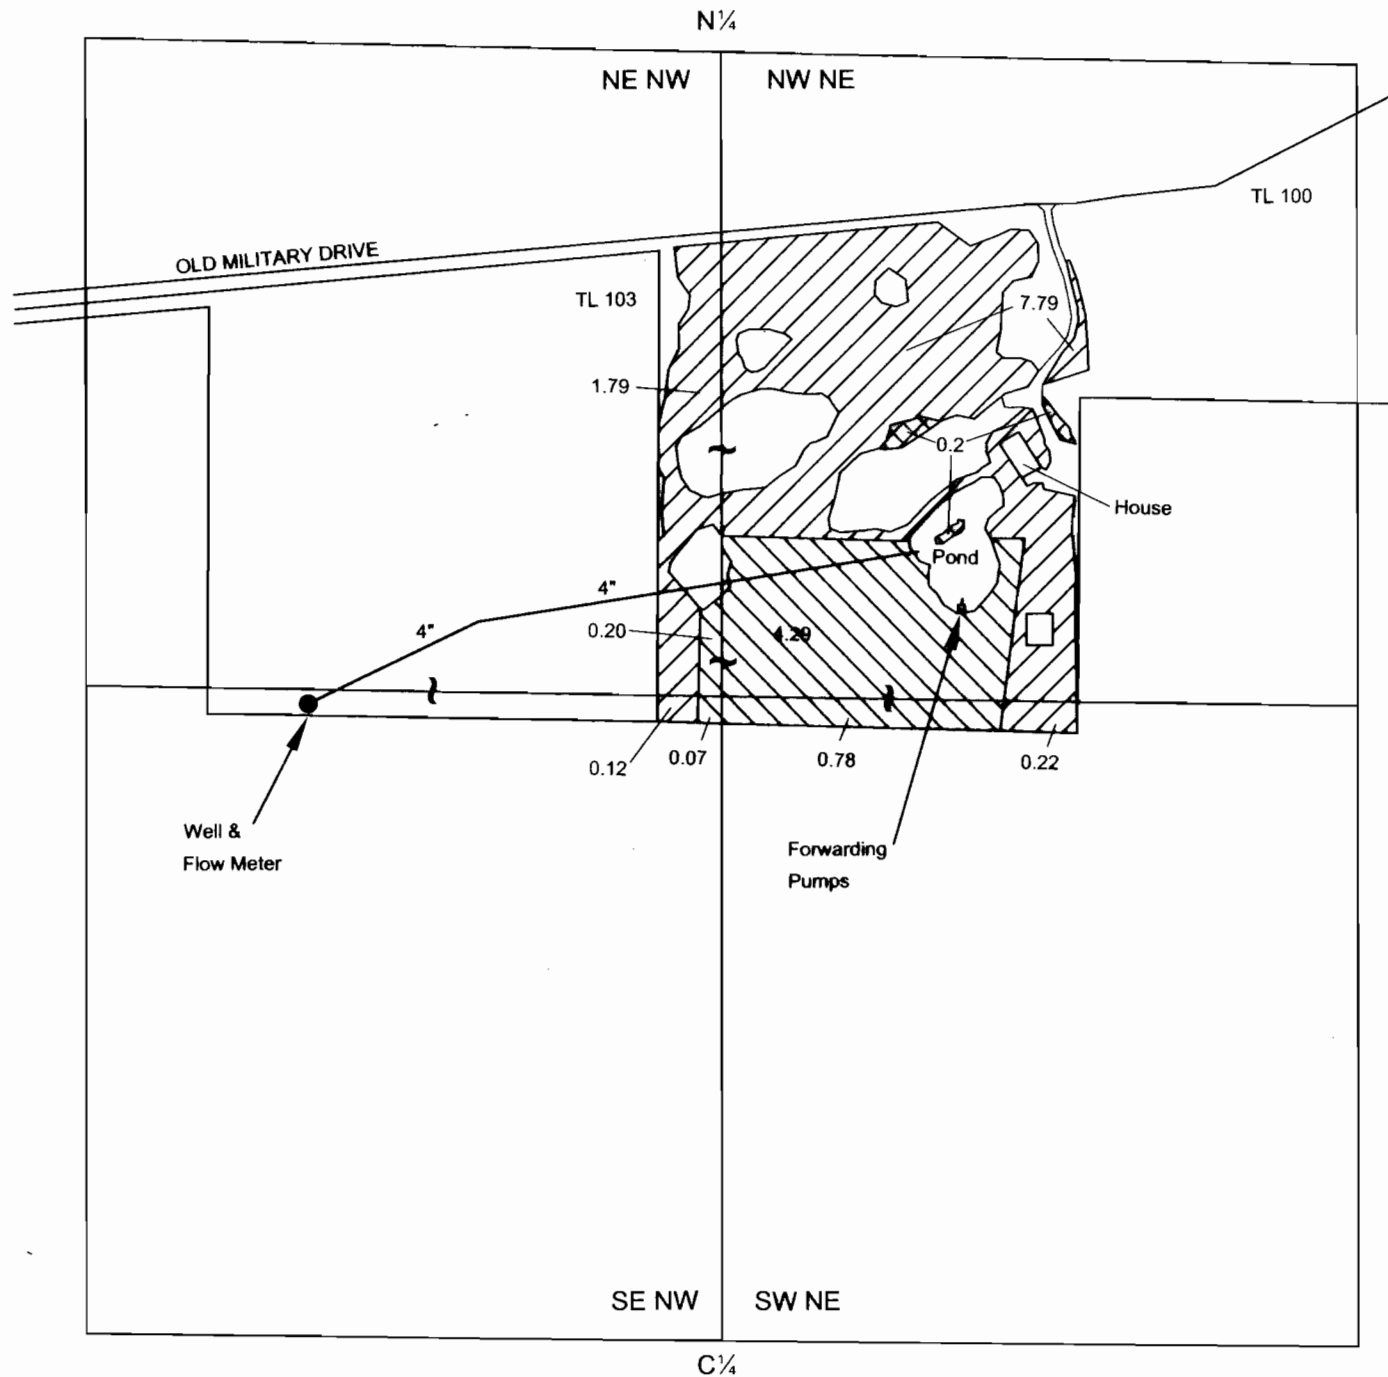 N¼
NE NW
NW NE
TL 100
OLD MILITARY DRIVE
TL 103
7.79
1.79
0.2
House
Pond
4"
4"
0.20
4.29
0.12
0.07
0.78
0.22
Well &
Flow Meter
Forwarding
Pumps
SE NW
SW NE
C¼